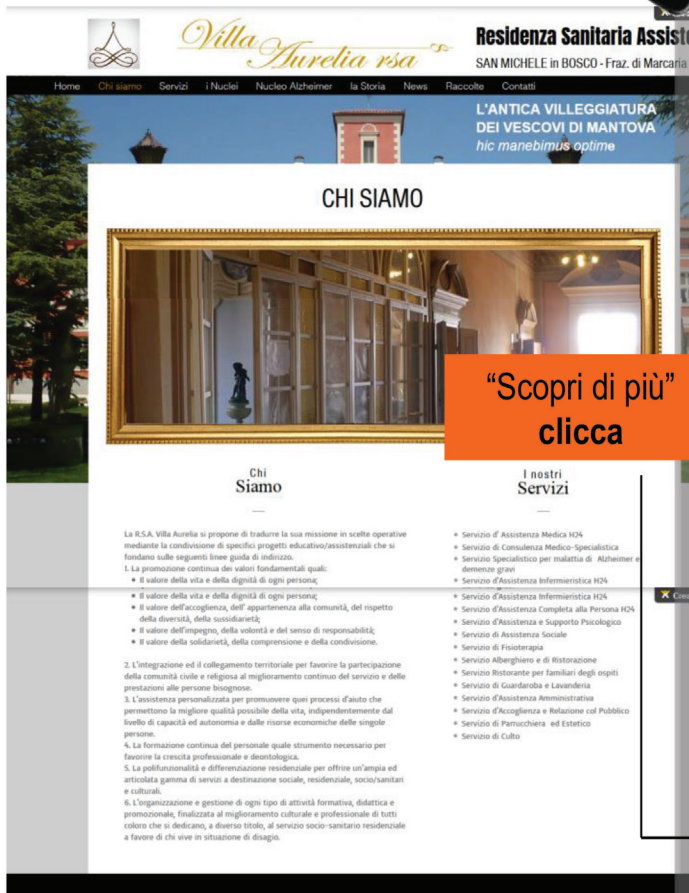 Villa Aurelia rsa
Residenza Sanitaria Assist
SAN MICHELE in BOSCO - Fraz. di Marcaria
Home Chi siamo Servizi i Nuclei Nucleo Alzheimer la Storia News Raccolte Contatti
L'ANTICA VILLEGGIATURA
DEI VESCOVI DI MANTOVA
hic manebimus optime
CHI SIAMO
“Scopri di più”
clicca
Chi
Siamo
La R.S.A. Villa Aurelia si propone di tradurre la sua missione in scelte operative
mediante la condivisione di specifici progetti educativo/assistenziali che si
fondano sulle seguenti linee guida di indirizzo.
1. La promozione continua dei valori fondamentali quali:
• Il valore della vita e della dignità di ogni persona;
• Il valore della vita e della dignità di ogni persona;
• Il valore dell'accoglienza, dell' appartenenza alla comunità, del rispetto
della diversità, della sussidiarietà;
• Il valore dell'impegno, della volontà e del senso di responsabilità;
• Il valore della solidarietà, della comprensione e della condivisione.
2. L'integrazione ed il collegamento territoriale per favorire la partecipazione
della comunità civile e religiosa al miglioramento continuo del servizio e delle
prestazioni alle persone bisognose.
3. L'assistenza personalizzata per promuovere quei processi d'aiuto che
permettono la migliore qualità possibile della vita, indipendentemente dal
livello di capacità ed autonomia e dalle risorse economiche delle singole
persone.
4. La formazione continua del personale quale strumento necessario per
favorire la crescita professionale e deontologica.
5. La polifunzionalità e differenziazione residenziale per offrire un'ampia ed
articolata gamma di servizi a destinazione sociale, residenziale, socio/sanitari
e culturali.
6. L'organizzazione e gestione di ogni tipo di attività formativa, didattica e
promozionale, finalizzata al miglioramento culturale e professionale di tutti
coloro che si dedicano, a diverso titolo, al servizio socio-sanitario residenziale
a favore di chi vive in situazione di disagio.
I nostri
Servizi
• Servizio d' Assistenza Medica H24
• Servizio di Consulenza Medico-Specialistica
• Servizio Specialistico per malattia di Alzheimer e
demenze gravi
• Servizio d'Assistenza Infermieristica H24
• Servizio d'Assistenza Infermieristica H24
• Servizio d'Assistenza Completa alla Persona H24
• Servizio d'Assistenza e Supporto Psicologico
• Servizio di Assistenza Sociale
• Servizio di Fisioterapia
• Servizio Alberghiero e di Ristorazione
• Servizio Ristorante per familiari degli ospiti
• Servizio di Guardaroba e Lavanderia
• Servizio d'Assistenza Amministrativa
• Servizio d'Accoglienza e Relazione col Pubblico
• Servizio di Parrucchiera ed Estetico
• Servizio di Culto
Crea